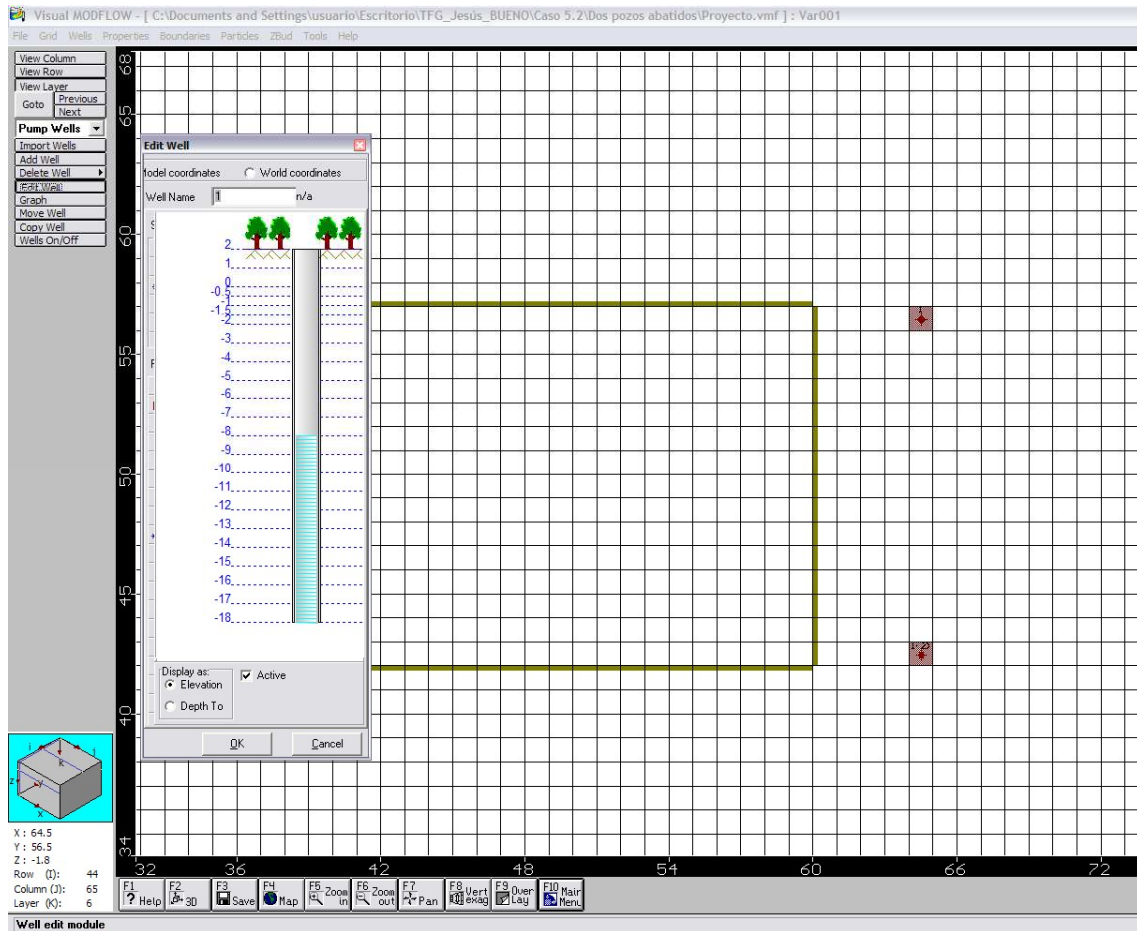 Visual MODFLOW - [ C:\Documents and Settings\usuario\Escritorio\TFG_Jesús_BUENO\Caso 5.2\Dos pozos abatidos\Proyecto.vmf ] : Var001
File Grid Wells Properties Boundaries Particles ZBud Tools Help
View Column
View Row
View Layer
Goto Previous
Next
Pump Wells
Import Wells
Add Well
Delete Well
Edit Well
Graph
Move Well
Copy Well
Wells On/Off
68
65
60
55
50
45
40
34
Edit Well
Model coordinates World coordinates
Well Name 1 n/a
2
1
0
-0.5
-1
-1.5
-2
-3
-4
-5
-6
-7
-8
-9
-10
-11
-12
-13
-14
-15
-16
-17
-18
Display as:
Elevation
Depth To
Active
OK Cancel
1
i j
k
z
y
x
X : 64.5
Y : 56.5
Z : -1.8
Row (I): 44
Column (J): 65
Layer (K): 6
32 36 42 48 54 60 66 72
F1 ? Help
F2 3D
F3 Save
F4 Map
F5 Zoom in
F6 Zoom out
F7 Pan
F8 Vert exag
F9 Over Lay
F10 Main Menu
Well edit module